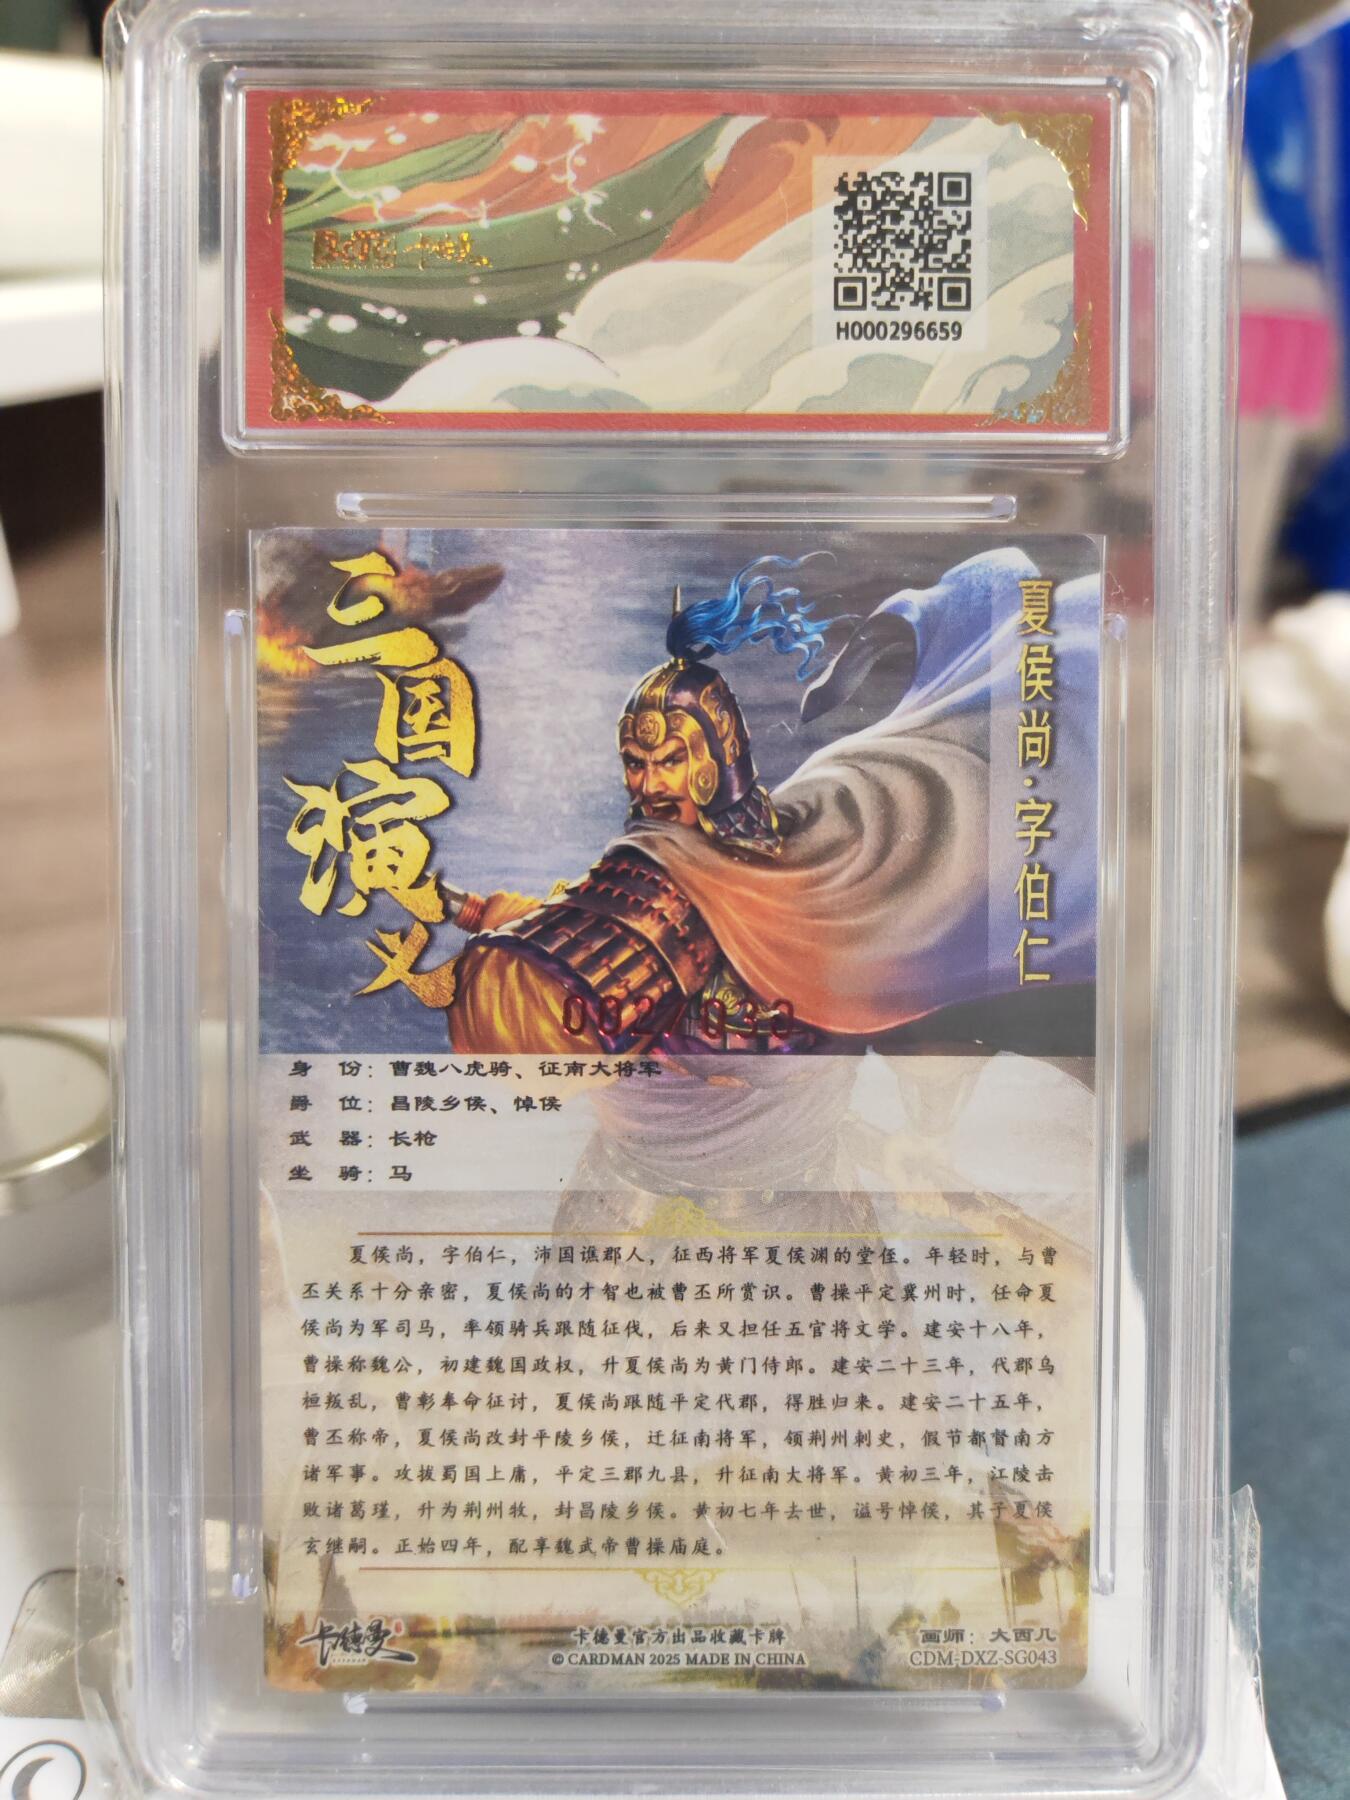 H000296659
三国演义
夏侯尚·字伯仁
002/030
身 份：曹魏八虎骑、征南大将军
爵 位：昌陵乡侯、悼侯
武 器：长枪
坐 骑：马
夏侯尚，字伯仁，沛国谯郡人，征西将军夏侯渊的堂侄。年轻时，与曹
丕关系十分亲密，夏侯尚的才智也被曹丕所赏识。曹操平定冀州时，任命夏
侯尚为军司马，率领骑兵跟随征伐，后来又担任五官将文学。建安十八年，
曹操称魏公，初建魏国政权，升夏侯尚为黄门侍郎。建安二十三年，代郡乌
桓叛乱，曹彰奉命征讨，夏侯尚跟随平定代郡，得胜归来。建安二十五年，
曹丕称帝，夏侯尚改封平陵乡侯，迁征南将军，领荆州刺史，假节都督南方
诸军事。攻拔蜀国上庸，平定三郡九县，升征南大将军。黄初三年，江陵击
败诸葛瑾，升为荆州牧，封昌陵乡侯。黄初七年去世，谥号悼侯，其子夏侯
玄继嗣。正始四年，配享魏武帝曹操庙庭。
卡德曼
CARDMAN
卡德曼官方出品收藏卡牌
© CARDMAN 2025 MADE IN CHINA
画师：大西几
CDM-DXZ-SG043